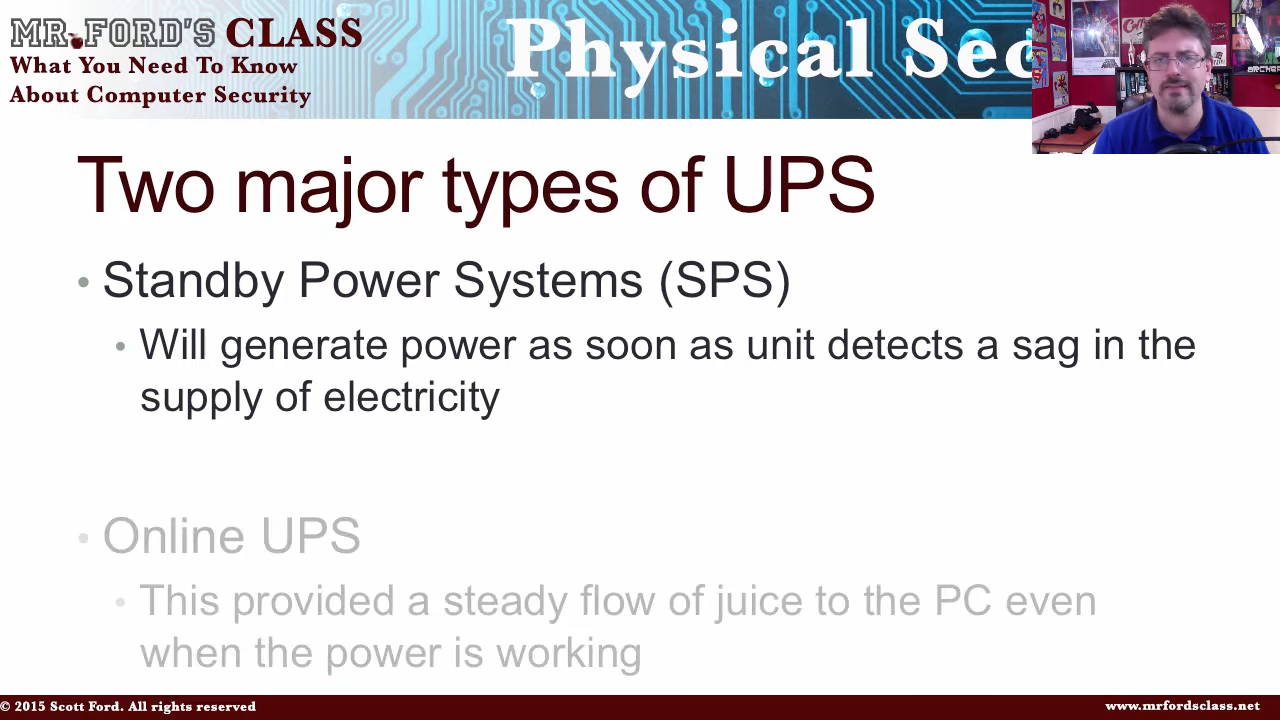 MR. FORD'S CLASS
What You Need To Know
About Computer Security
Physical Sec
Two major types of UPS
• Standby Power Systems (SPS)
• Will generate power as soon as unit detects a sag in the
supply of electricity
• Online UPS
• This provided a steady flow of juice to the PC even
when the power is working
© 2015 Scott Ford. All rights reserved
www.mrfordsclass.net